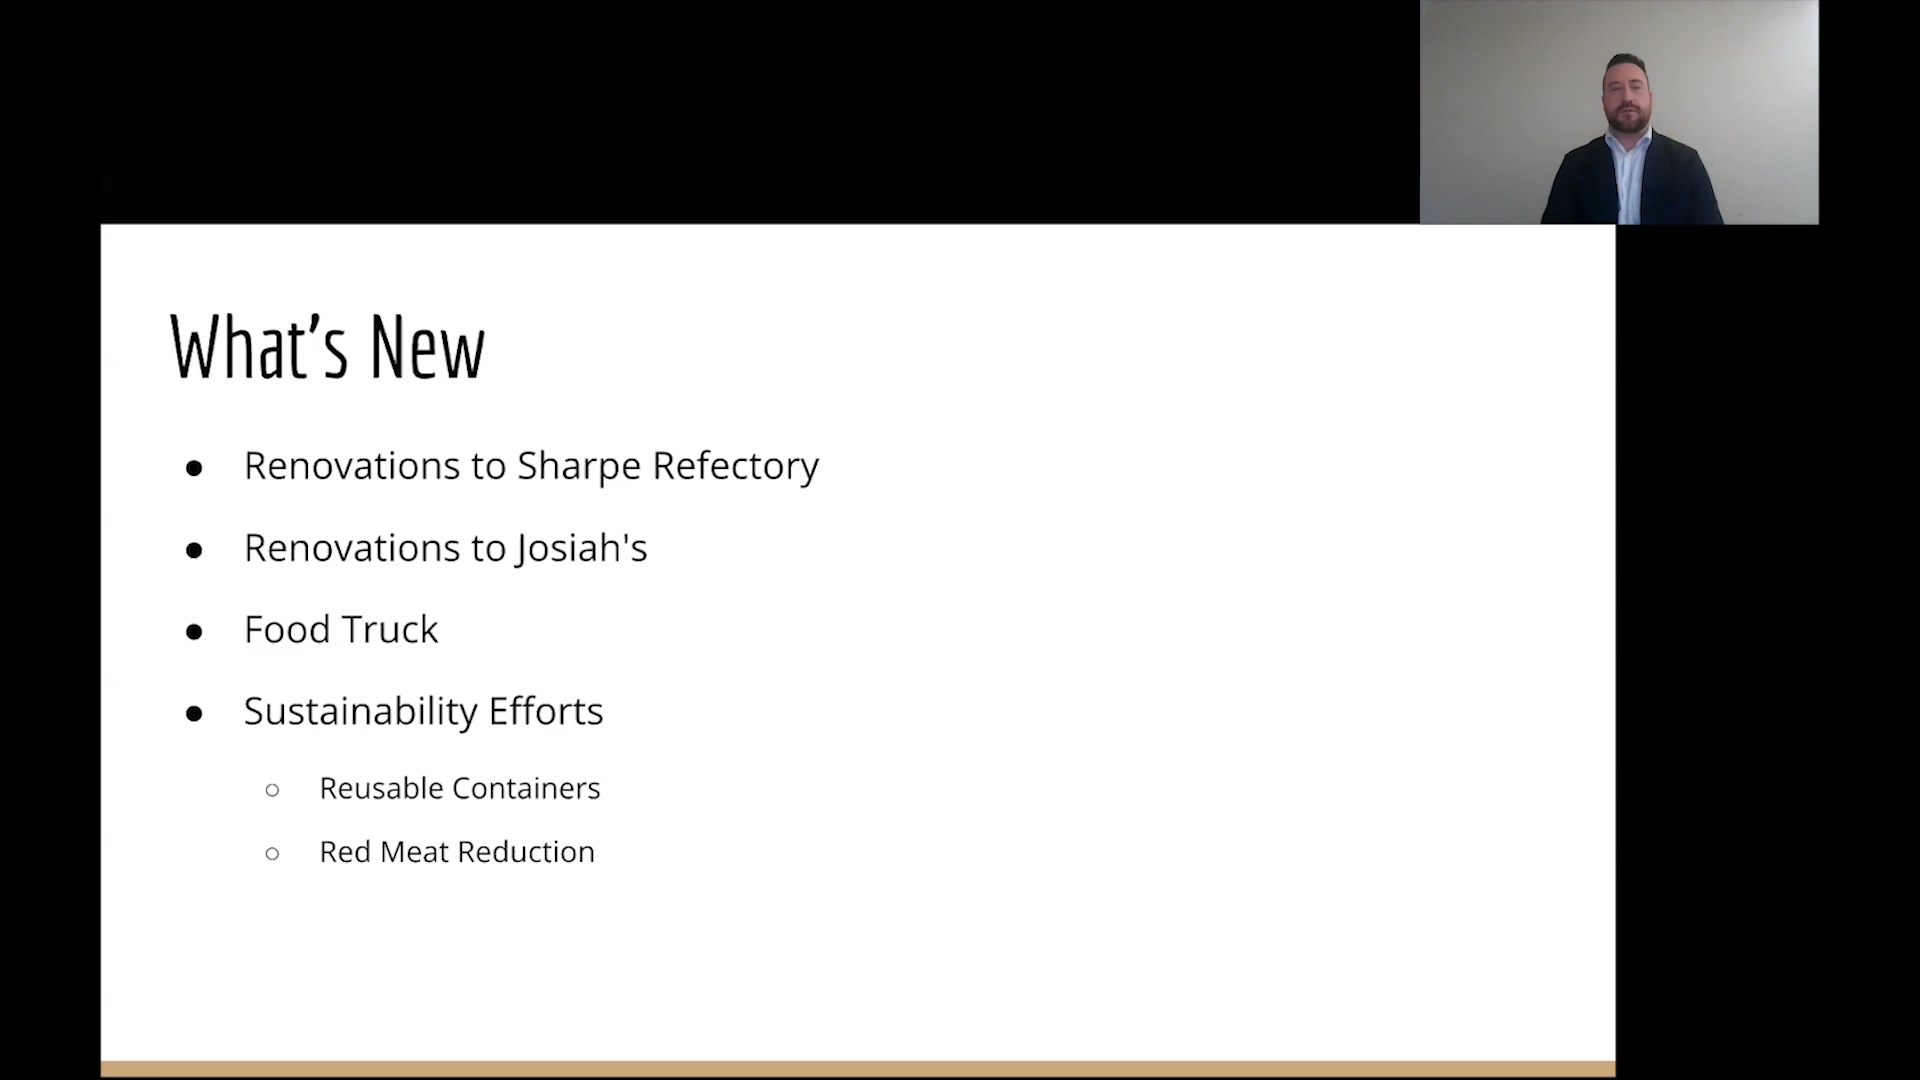 What’s New
● Renovations to Sharpe Refectory
● Renovations to Josiah's
● Food Truck
● Sustainability Efforts
○ Reusable Containers
○ Red Meat Reduction